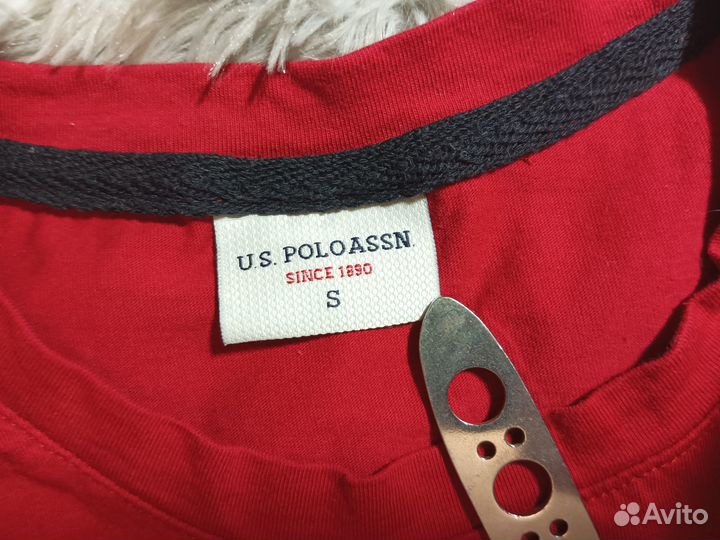 U.S. POLO ASSN.
SINCE 1890
S
Avito